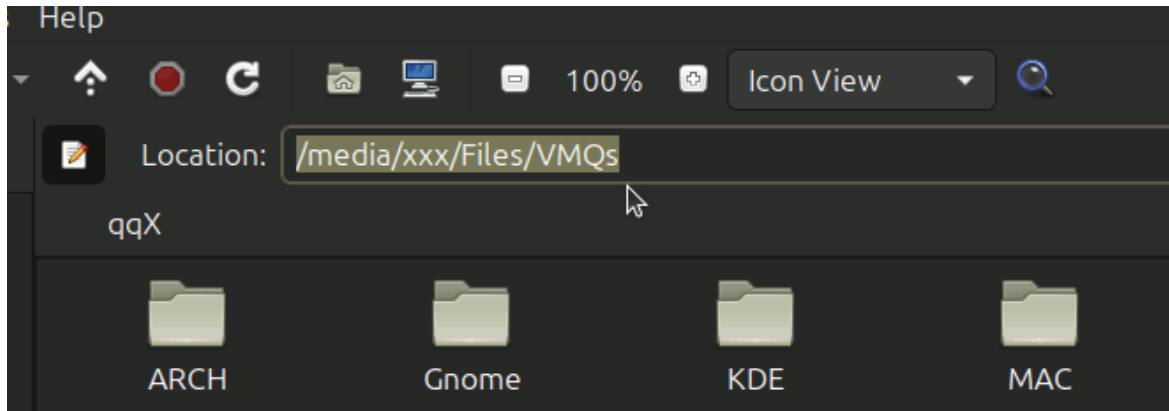 Help
100% Icon View
Location: /media/xxx/Files/VMQs
qqX
ARCH Gnome KDE MAC